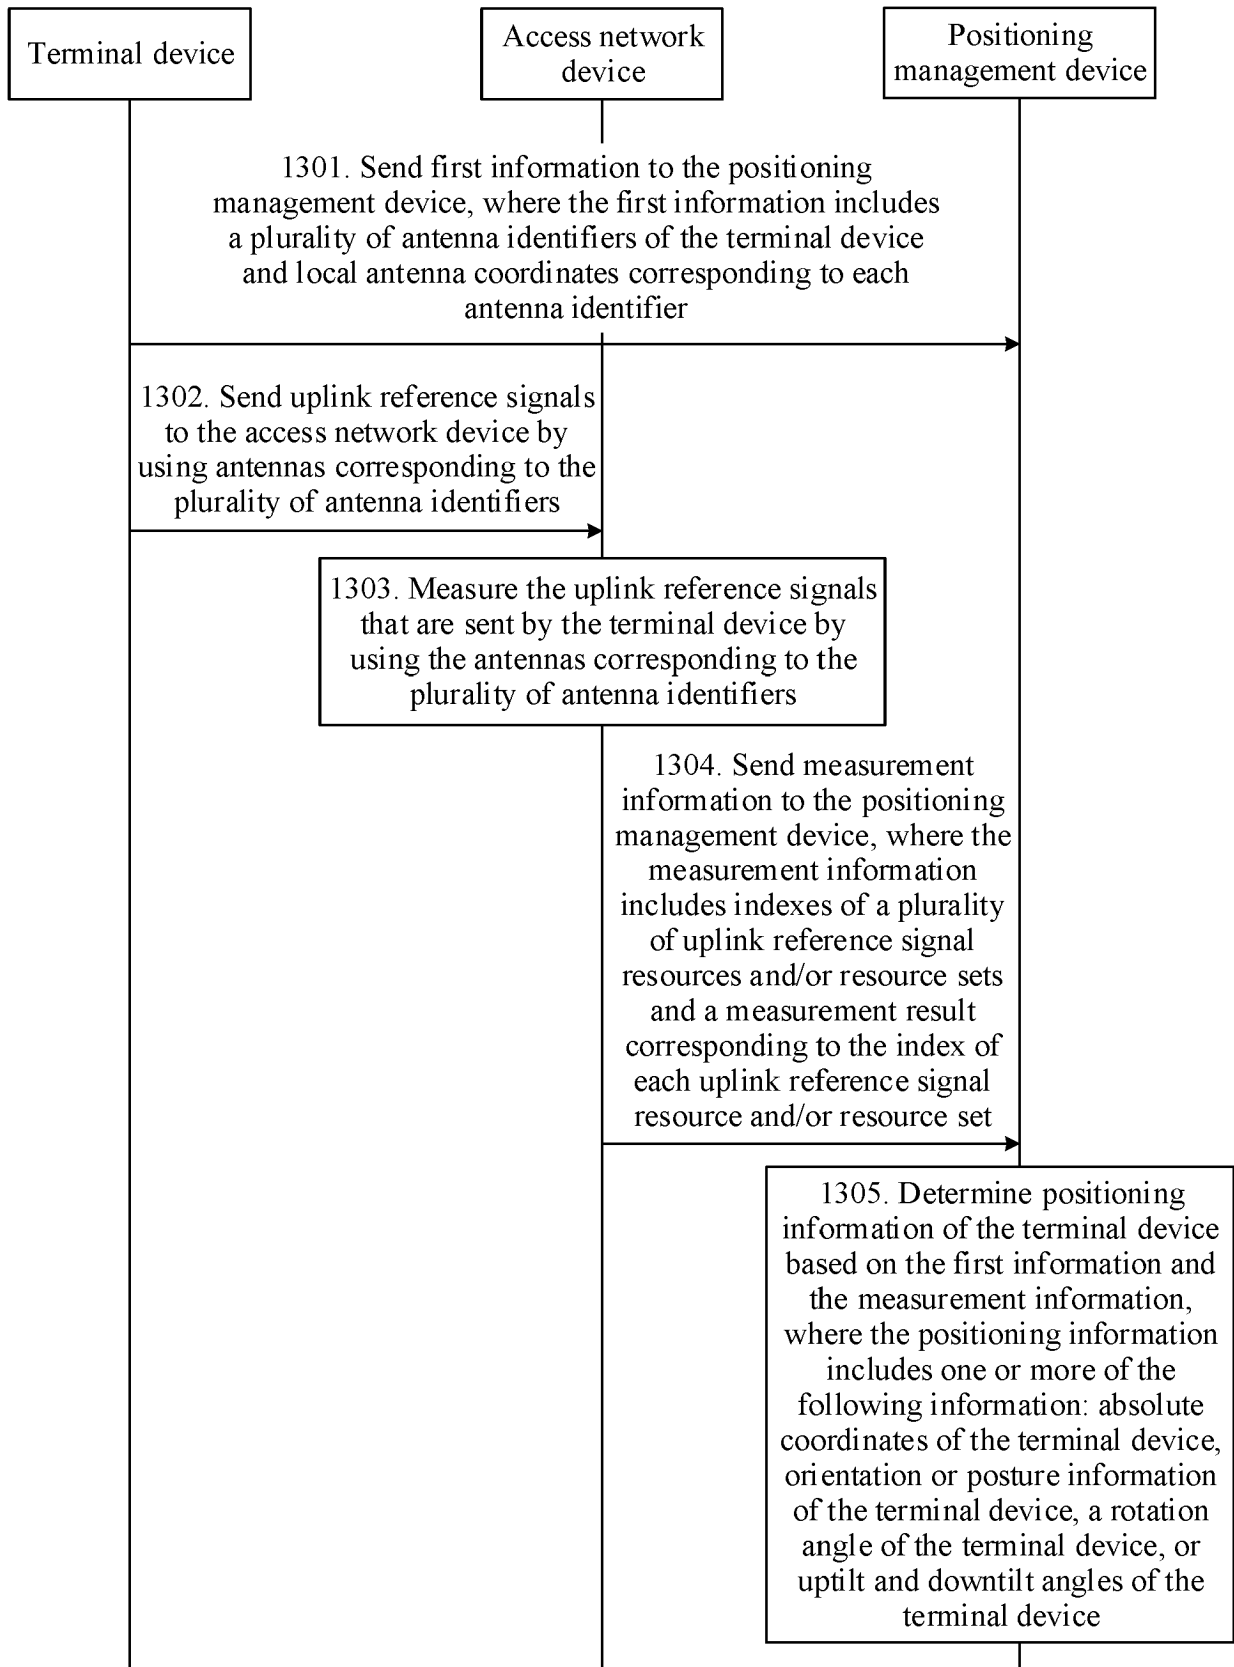 Terminal device
Access network
device
Positioning
management device
1301. Send first information to the positioning
management device, where the first information includes
a plurality of antenna identifiers of the terminal device
and local antenna coordinates corresponding to each
antenna identifier
1302. Send uplink reference signals
to the access network device by
using antennas corresponding to the
plurality of antenna identifiers
1303. Measure the uplink reference signals
that are sent by the terminal device by
using the antennas corresponding to the
plurality of antenna identifiers
1304. Send measurement
information to the positioning
management device, where the
measurement information
includes indexes of a plurality
of uplink reference signal
resources and/or resource sets
and a measurement result
corresponding to the index of
each uplink reference signal
resource and/or resource set
1305. Determine positioning
information of the terminal device
based on the first information and
the measurement information,
where the positioning information
includes one or more of the
following information: absolute
coordinates of the terminal device,
orientation or posture information
of the terminal device, a rotation
angle of the terminal device, or
uptilt and downtilt angles of the
terminal device